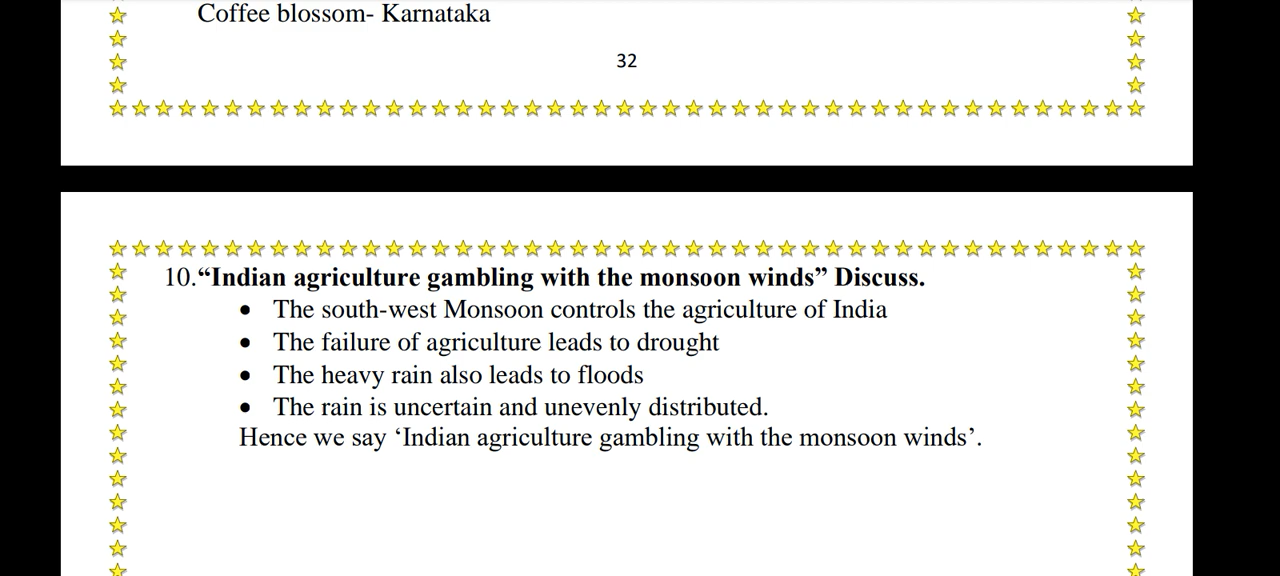 Coffee blossom- Karnataka
32
10.“Indian agriculture gambling with the monsoon winds” Discuss.
• The south-west Monsoon controls the agriculture of India
• The failure of agriculture leads to drought
• The heavy rain also leads to floods
• The rain is uncertain and unevenly distributed.
Hence we say ‘Indian agriculture gambling with the monsoon winds’.